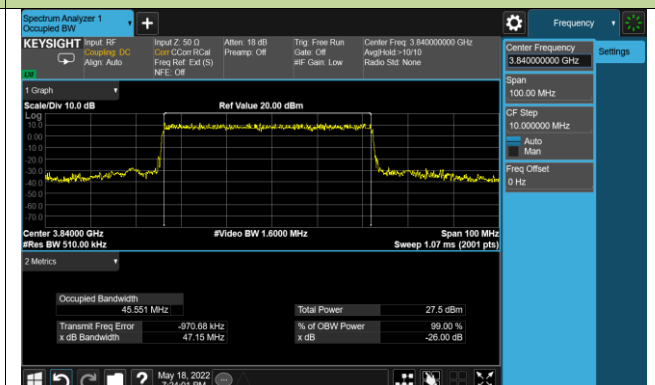 Spectrum Analyzer 1
Occupied BW
Frequency
KEYSIGHT
Input: RF
Coupling: DC
Align: Auto
Input Z: 50 Ω
Corr CCorr RCal
Freq Ref: Ext (S)
NFE: Off
Atten: 18 dB
Preamp: Off
Trig: Free Run
Gate: Off
#IF Gain: Low
Center Freq: 3.840000000 GHz
Avg|Hold:>10/10
Radio Std: None
Center Frequency
3.840000000 GHz
Settings
Span
100.00 MHz
CF Step
10.000000 MHz
Auto
Man
Freq Offset
0 Hz
1 Graph
Scale/Div 10.0 dB
Ref Value 20.00 dBm
Log
10.0
0.00
-10.0
-20.0
-30.0
-40.0
-50.0
-60.0
-70.0
Center 3.84000 GHz
#Video BW 1.6000 MHz
Span 100 MHz
#Res BW 510.00 kHz
Sweep 1.07 ms (2001 pts)
2 Metrics
Occupied Bandwidth
45.551 MHz
Total Power
27.5 dBm
Transmit Freq Error
-970.68 kHz
% of OBW Power
99.00 %
x dB Bandwidth
47.15 MHz
x dB
-26.00 dB
May 18, 2022
7:24:01 PM